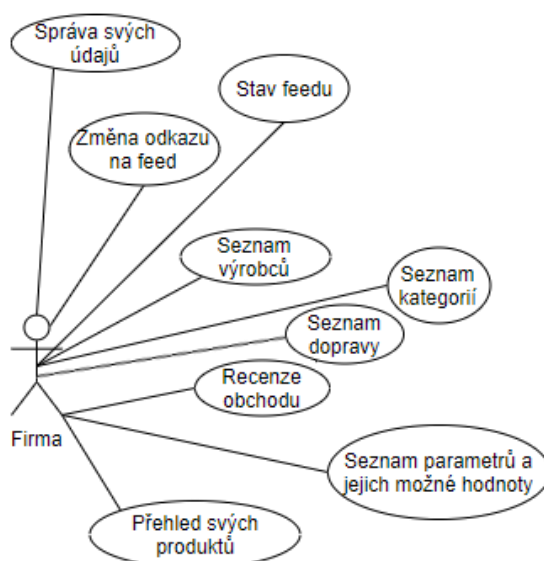 Správa svých
údajů
Stav feedu
Změna odkazu
na feed
Seznam
výrobců
Seznam
kategorií
Seznam
dopravy
Recenze
obchodu
Firma
Seznam parametrů a
jejich možné hodnoty
Přehled svých
produktů